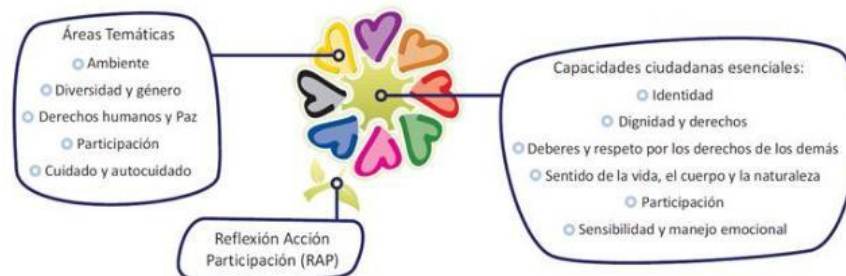 Áreas Temáticas
Ambiente
Diversidad y género
Derechos humanos y Paz
Participación
Cuidado y autocuidado
Capacidades ciudadanas esenciales:
Identidad
Dignidad y derechos
Deberes y respeto por los derechos de los demás
Sentido de la vida, el cuerpo y la naturaleza
Participación
Sensibilidad y manejo emocional
Reflexión Acción
Participación (RAP)